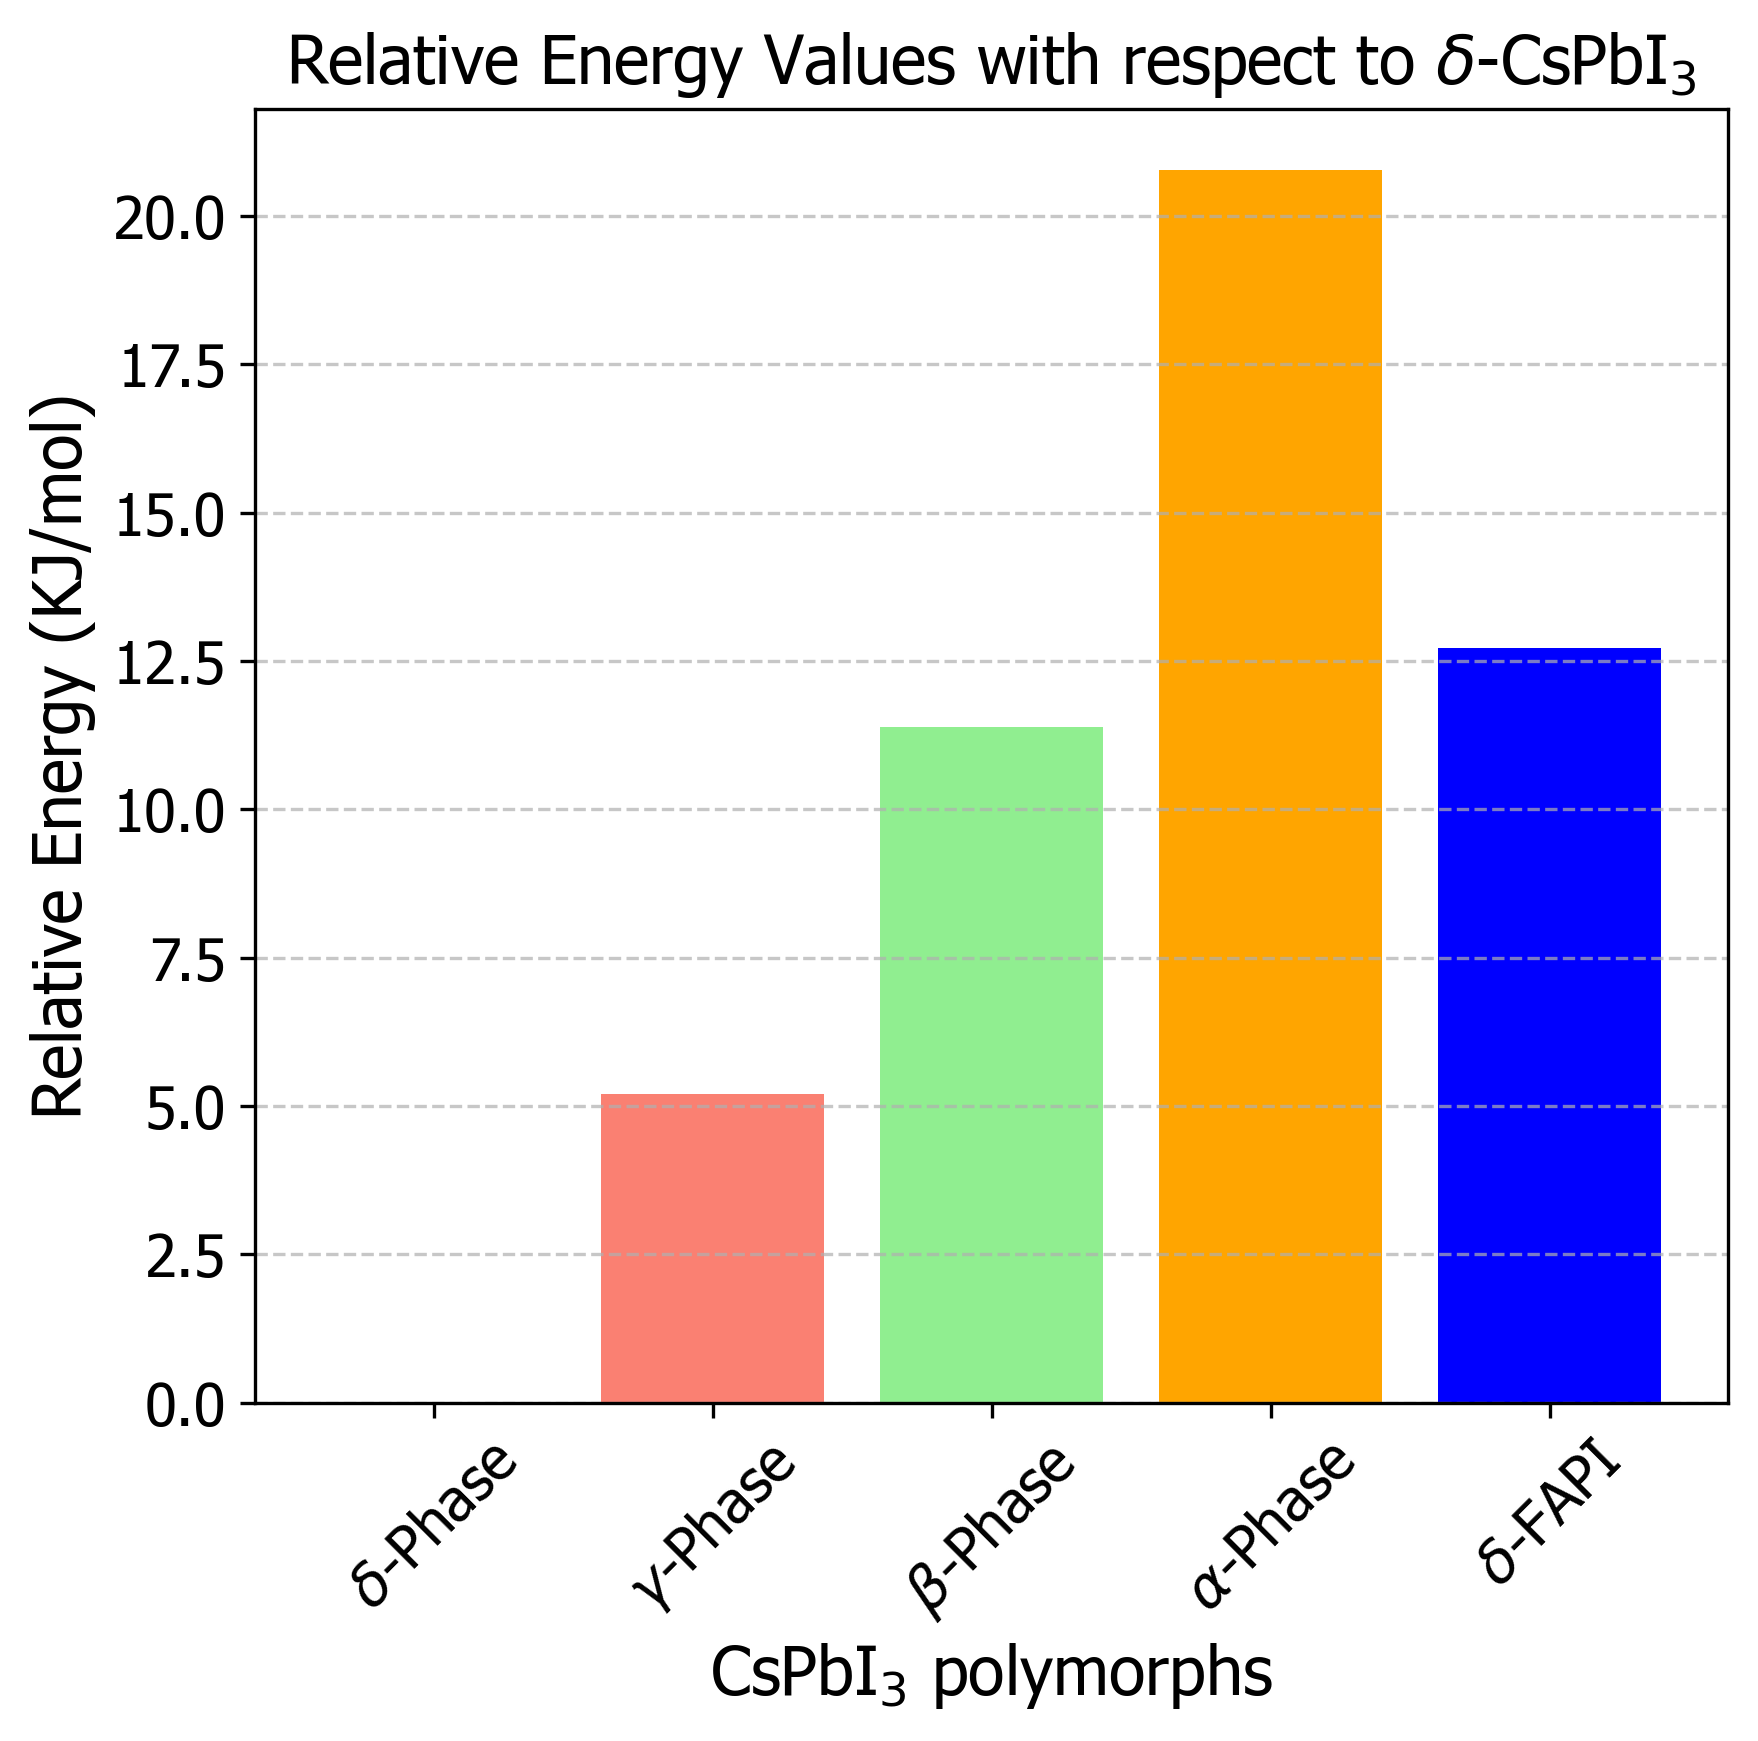 Relative Energy Values with respect to δ-CsPbI₃
Relative Energy (KJ/mol)
20.0
17.5
15.0
12.5
10.0
7.5
5.0
2.5
0.0
δ-Phase
γ-Phase
β-Phase
α-Phase
δ-FAPI
CsPbI₃ polymorphs